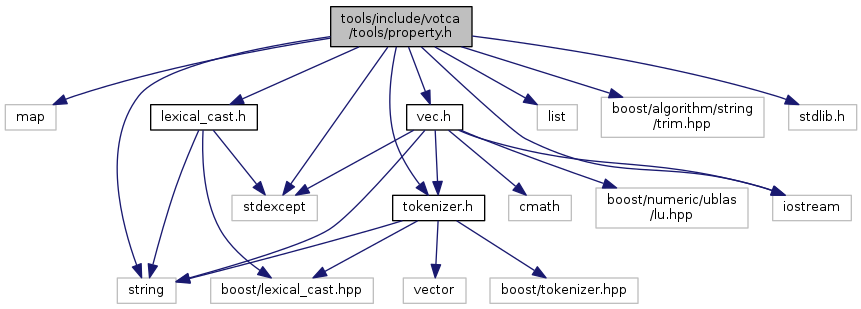 tools/include/votca
/tools/property.h
map
lexical_cast.h
vec.h
list
boost/algorithm/string
/trim.hpp
stdlib.h
stdexcept
tokenizer.h
cmath
boost/numeric/ublas
/lu.hpp
iostream
string
boost/lexical_cast.hpp
vector
boost/tokenizer.hpp